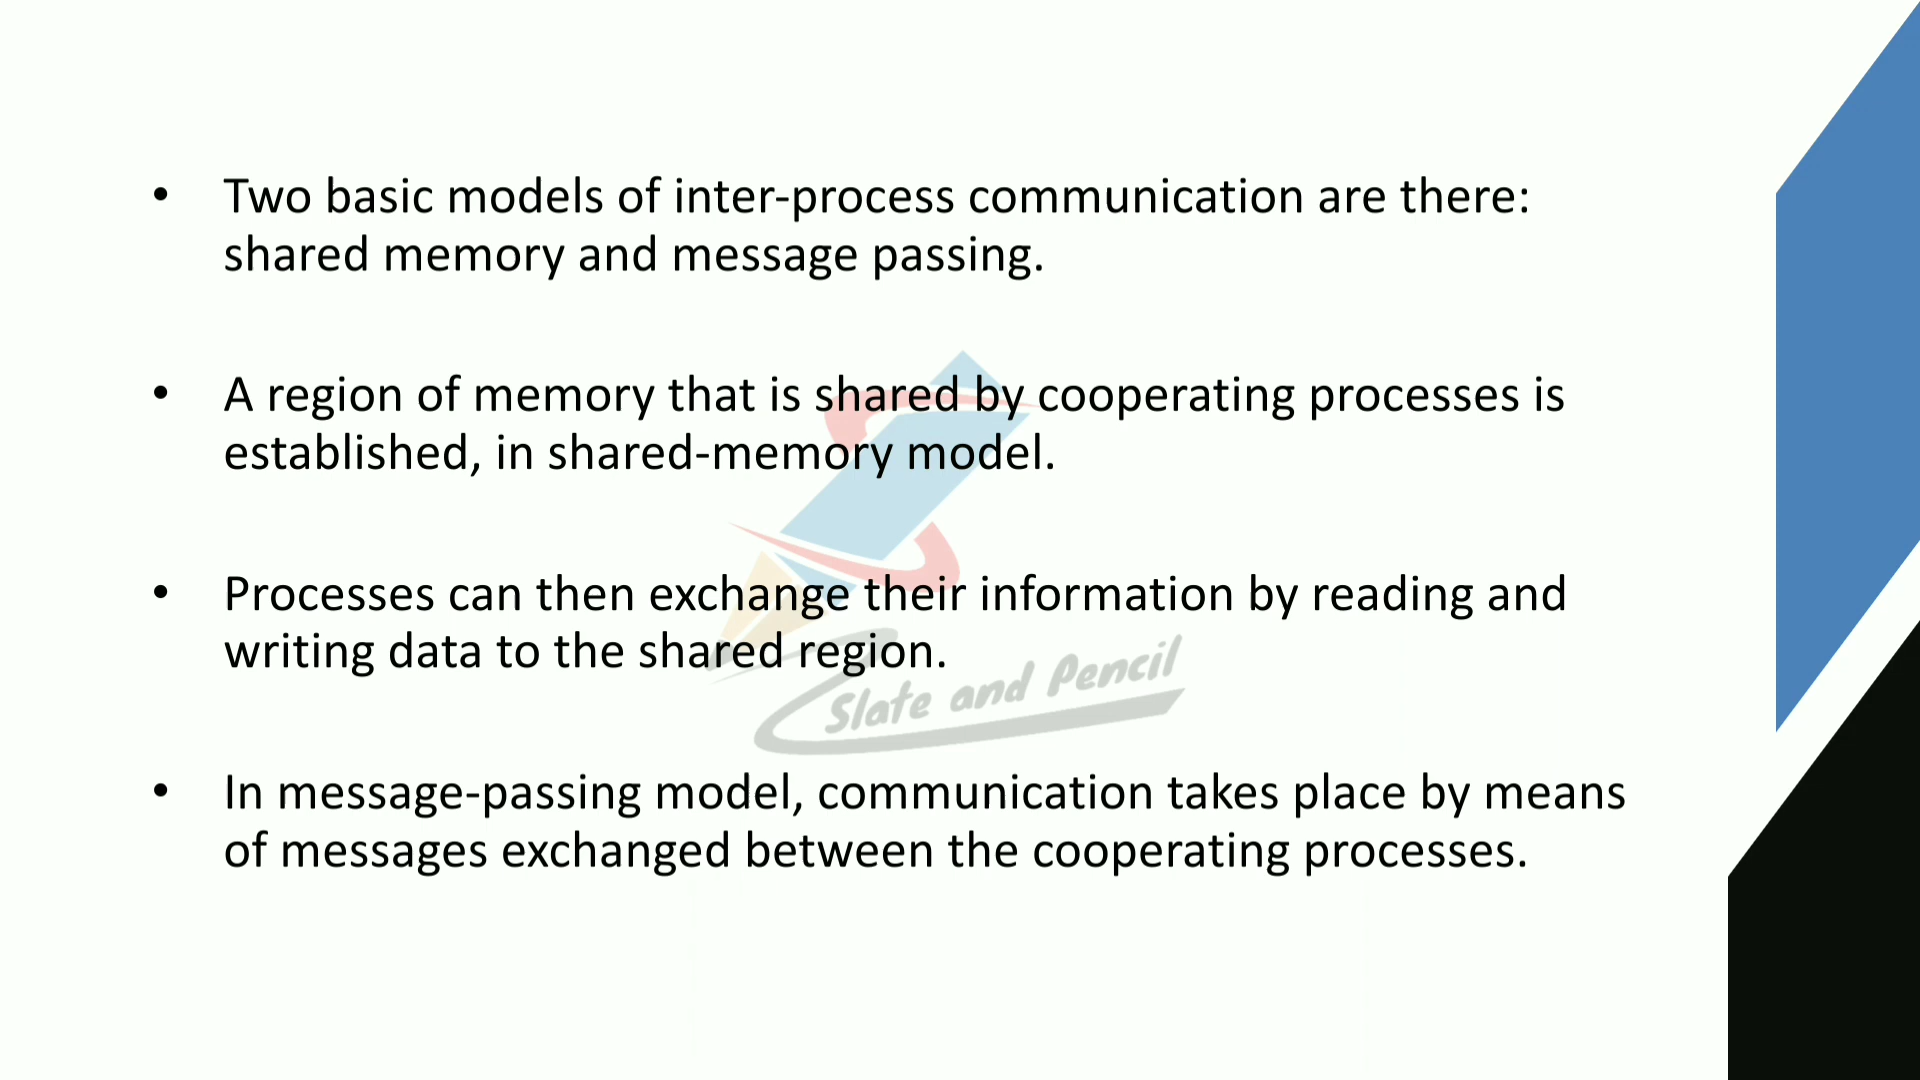 • Two basic models of inter-process communication are there:
shared memory and message passing.
• A region of memory that is shared by cooperating processes is
established, in shared-memory model.
• Processes can then exchange their information by reading and
writing data to the shared region.
Slate and Pencil
• In message-passing model, communication takes place by means
of messages exchanged between the cooperating processes.